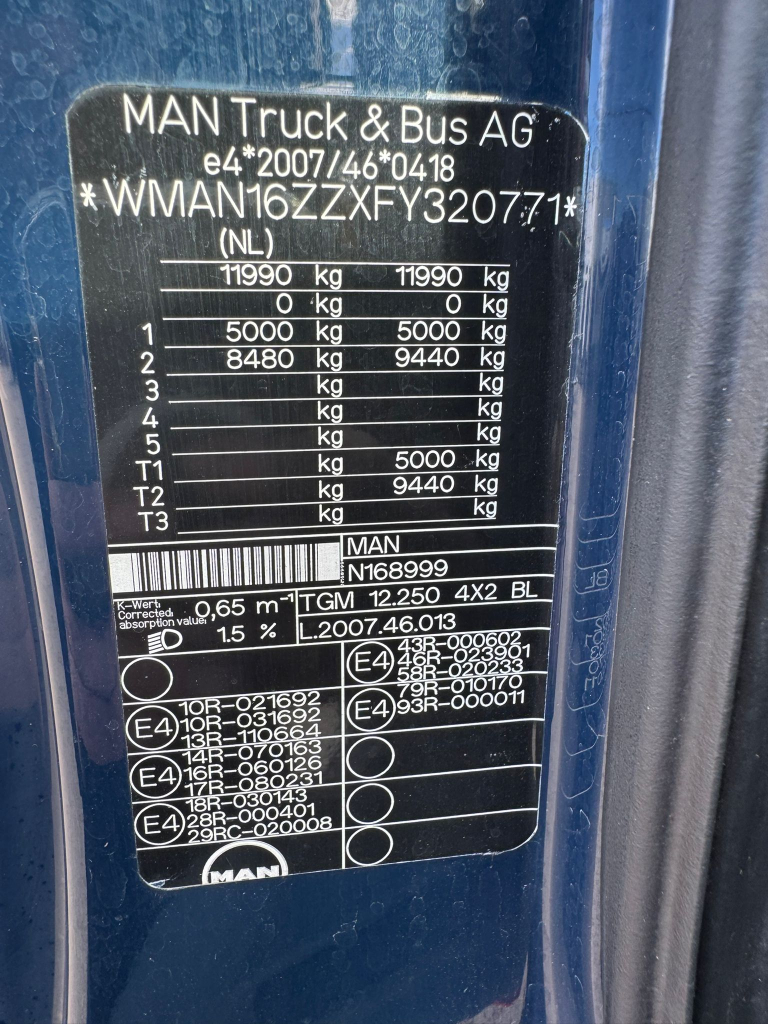 MAN Truck & Bus AG
e4*2007/46*0418
*WMAN16ZZXFY320771*
(NL)
11990 kg 11990 kg
0 kg 0 kg
1 5000 kg 5000 kg
2 8480 kg 9440 kg
3 kg kg
4 kg kg
5 kg kg
T1 kg 5000 kg
T2 kg 9440 kg
T3 kg kg
MAN
N168999
K-Wert:
Corrected
absorption value:
0,65 m⁻¹
1.5 %
TGM 12.250 4X2 BL
L.2007.46.013
E4
10R-021692
10R-031692
13R-110664
E4
14R-070163
16R-060126
17R-080231
E4
18R-030143
28R-000401
29RC-020008
E4
43R-000602
46R-023901
58R-020233
E4
79R-010170
93R-000011
MAN